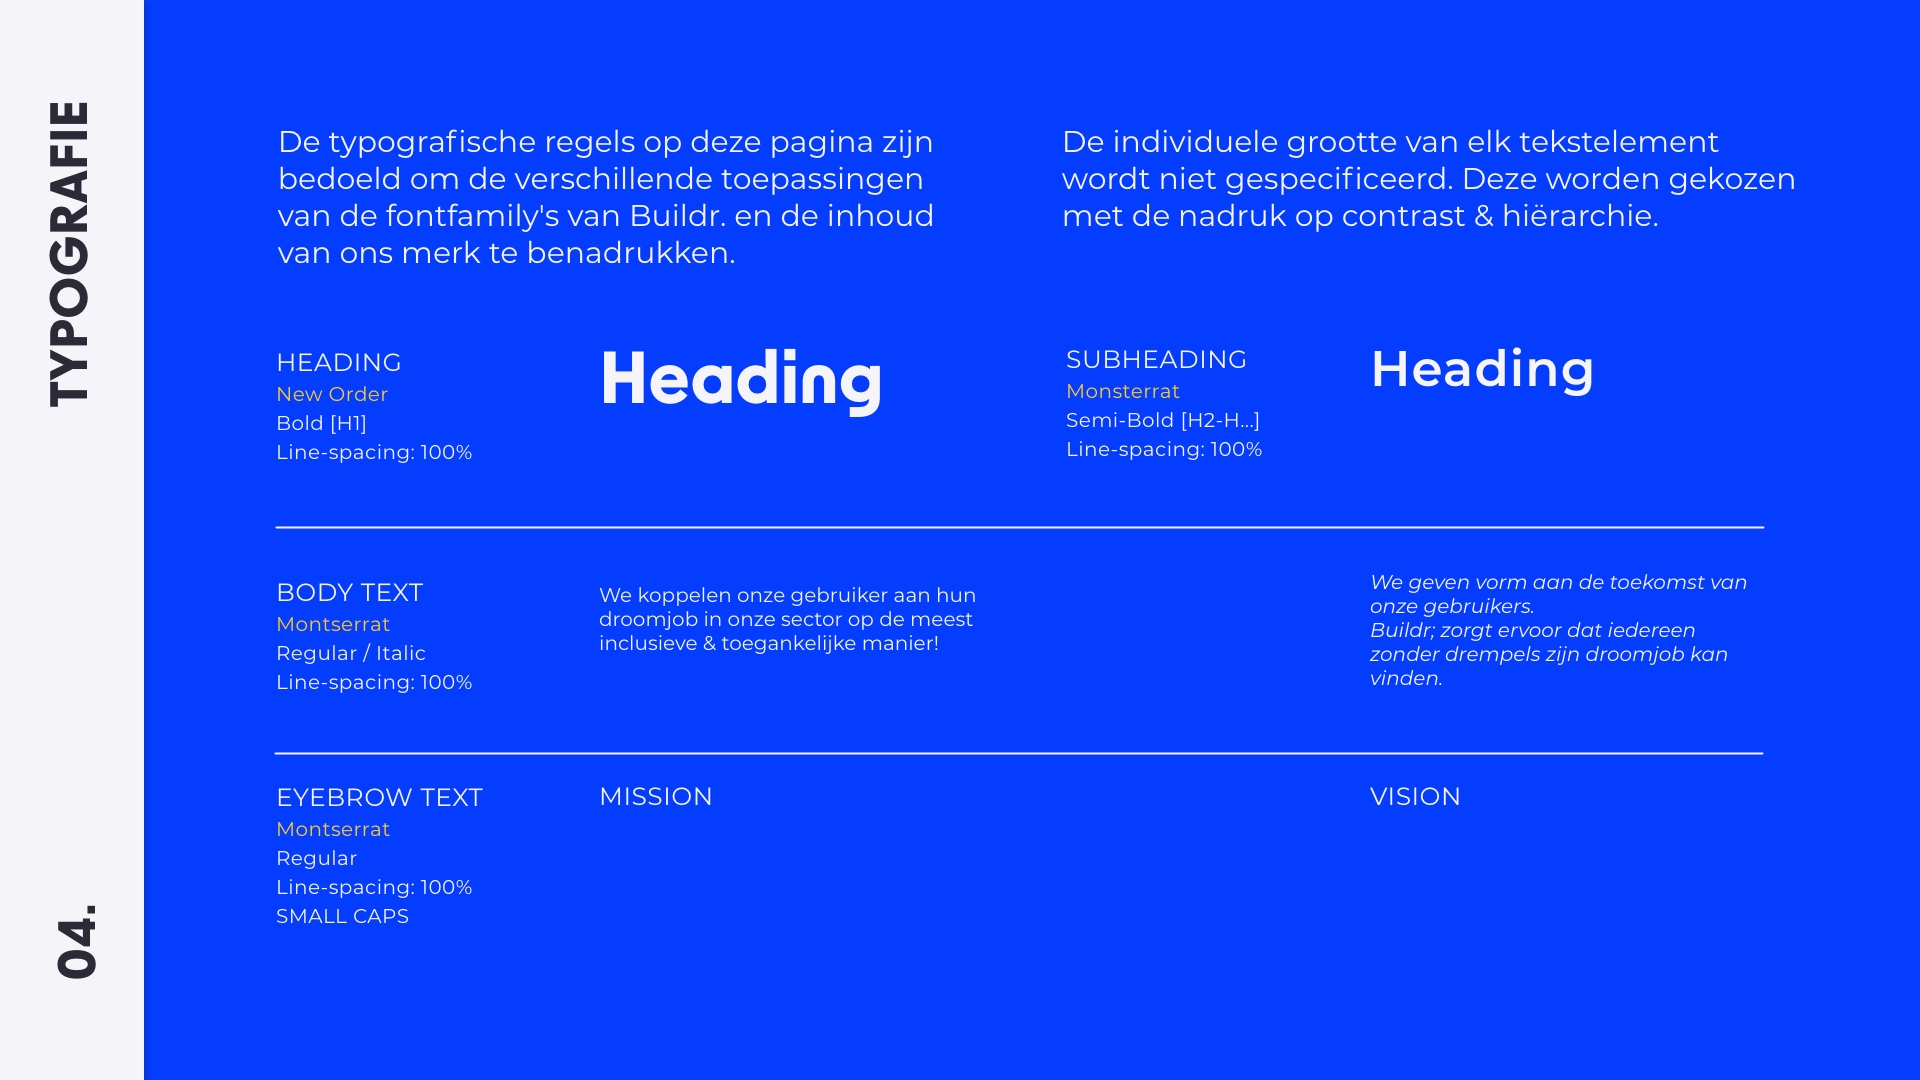 TYPOGRAFIE
04.
De typografische regels op deze pagina zijn
bedoeld om de verschillende toepassingen
van de fontfamily's van Buildr. en de inhoud
van ons merk te benadrukken.
De individuele grootte van elk tekstelement
wordt niet gespecificeerd. Deze worden gekozen
met de nadruk op contrast & hiërarchie.
HEADING
New Order
Bold [H1]
Line-spacing: 100%
Heading
SUBHEADING
Monsterrat
Semi-Bold [H2-H...]
Line-spacing: 100%
Heading
BODY TEXT
Montserrat
Regular / Italic
Line-spacing: 100%
We koppelen onze gebruiker aan hun
droomjob in onze sector op de meest
inclusieve & toegankelijke manier!
We geven vorm aan de toekomst van
onze gebruikers.
Buildr; zorgt ervoor dat iedereen
zonder drempels zijn droomjob kan
vinden.
EYEBROW TEXT
Montserrat
Regular
Line-spacing: 100%
SMALL CAPS
MISSION
VISION